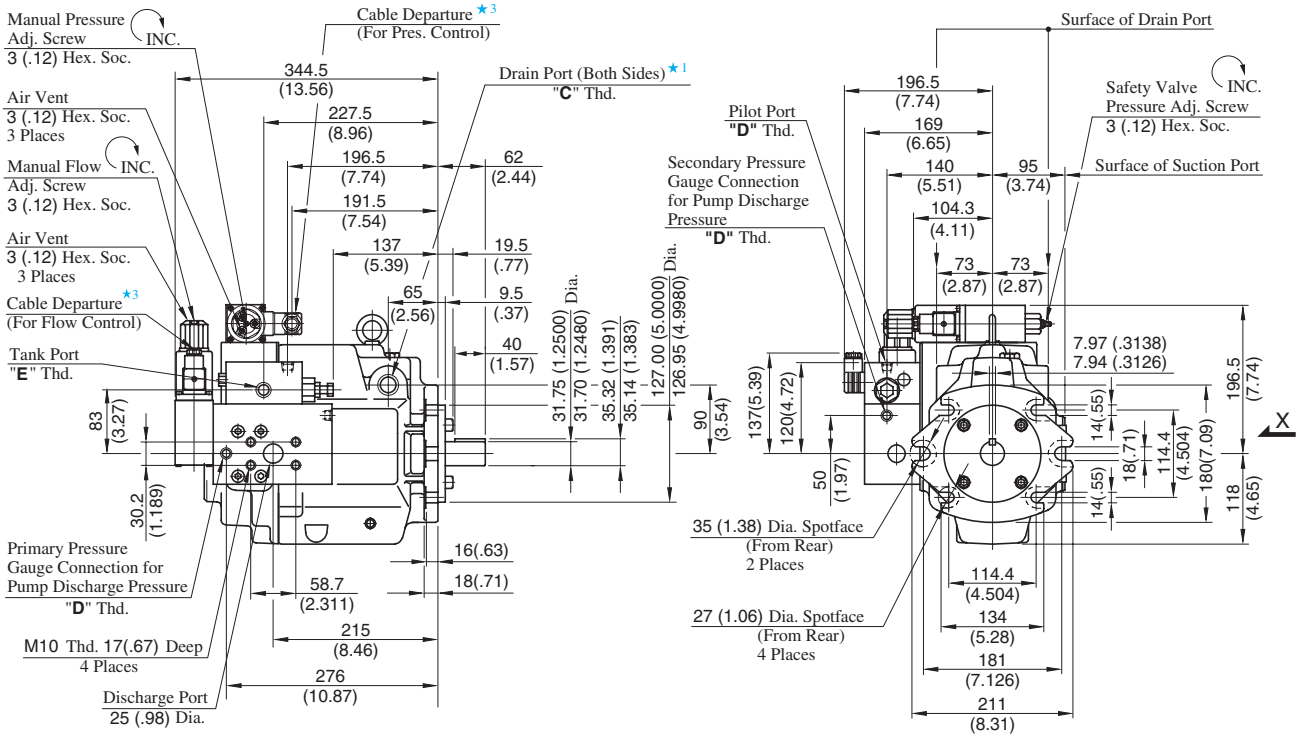 Manual Pressure
Adj. Screw
INC.
3 (.12) Hex. Soc.
Air Vent
3 (.12) Hex. Soc.
3 Places
Manual Flow
INC.
Adj. Screw
3 (.12) Hex. Soc.
Air Vent
3 (.12) Hex. Soc.
3 Places
Cable Departure★3
(For Flow Control)
Tank Port
"E" Thd.
83
(3.27)
30.2
(1.189)
Primary Pressure
Gauge Connection for
Pump Discharge Pressure
"D" Thd.
M10 Thd. 17(.67) Deep
4 Places
Discharge Port
25 (.98) Dia.
Cable Departure★3
(For Pres. Control)
Drain Port (Both Sides)★1
"C" Thd.
344.5
(13.56)
227.5
(8.96)
196.5
(7.74)
62
(2.44)
191.5
(7.54)
137
(5.39)
19.5
(.77)
65
(2.56)
9.5
(.37)
40
(1.57)
31.75 (1.2500)
31.70 (1.2480)
Dia.
35.32 (1.391)
35.14 (1.383)
127.00 (5.0000)
126.95 (4.9980)
Dia.
90
(3.54)
16(.63)
18(.71)
58.7
(2.311)
215
(8.46)
276
(10.87)
Surface of Drain Port
196.5
(7.74)
169
(6.65)
140
(5.51)
95
(3.74)
104.3
(4.11)
73
(2.87)
73
(2.87)
Pilot Port
"D" Thd.
Secondary Pressure
Gauge Connection
for Pump Discharge
Pressure
"D" Thd.
Safety Valve
INC.
Pressure Adj. Screw
3 (.12) Hex. Soc.
Surface of Suction Port
7.97 (.3138)
7.94 (.3126)
137(5.39)
120(4.72)
50
(1.97)
14(.55)
18(.71)
14(.55)
114.4
(4.504)
180(7.09)
196.5
(7.74)
118
(4.65)
X
35 (1.38) Dia. Spotface
(From Rear)
2 Places
27 (1.06) Dia. Spotface
(From Rear)
4 Places
114.4
(4.504)
134
(5.28)
181
(7.126)
211
(8.31)